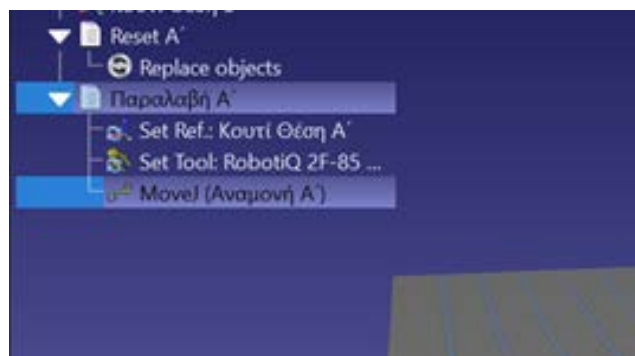 Reset Α΄
Replace objects
Παραλαβή Α΄
Set Ref.: Κουτί Θέση Α΄
Set Tool: RobotiQ 2F-85 ...
MoveJ (Αναμονή Α΄)